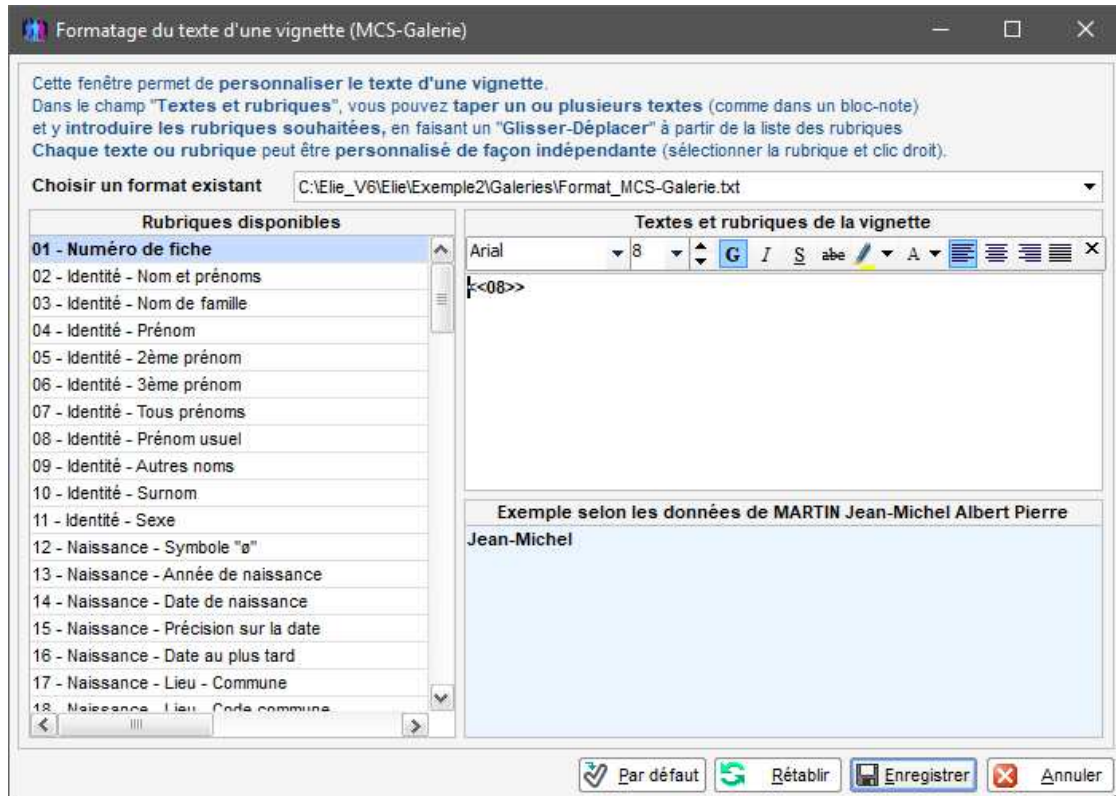 Formatage du texte d'une vignette (MCS-Galerie)
Cette fenêtre permet de personnaliser le texte d'une vignette.
Dans le champ "Textes et rubriques", vous pouvez taper un ou plusieurs textes (comme dans un bloc-note)
et y introduire les rubriques souhaitées, en faisant un "Glisser-Déplacer" à partir de la liste des rubriques
Chaque texte ou rubrique peut être personnalisé de façon indépendante (sélectionner la rubrique et clic droit).
Choisir un format existant C:\Elie_V6\Elie\Exemple2\Galeries\Format_MCS-Galerie.txt
Rubriques disponibles
01 - Numéro de fiche
02 - Identité - Nom et prénoms
03 - Identité - Nom de famille
04 - Identité - Prénom
05 - Identité - 2ème prénom
06 - Identité - 3ème prénom
07 - Identité - Tous prénoms
08 - Identité - Prénom usuel
09 - Identité - Autres noms
10 - Identité - Surnom
11 - Identité - Sexe
12 - Naissance - Symbole "ø"
13 - Naissance - Année de naissance
14 - Naissance - Date de naissance
15 - Naissance - Précision sur la date
16 - Naissance - Date au plus tard
17 - Naissance - Lieu - Commune
18 - Naissance - Lieu - Code commune
Textes et rubriques de la vignette
Arial 8 G I S abe A
<<08>>
Exemple selon les données de MARTIN Jean-Michel Albert Pierre
Jean-Michel
Par défaut Rétablir Enregistrer Annuler